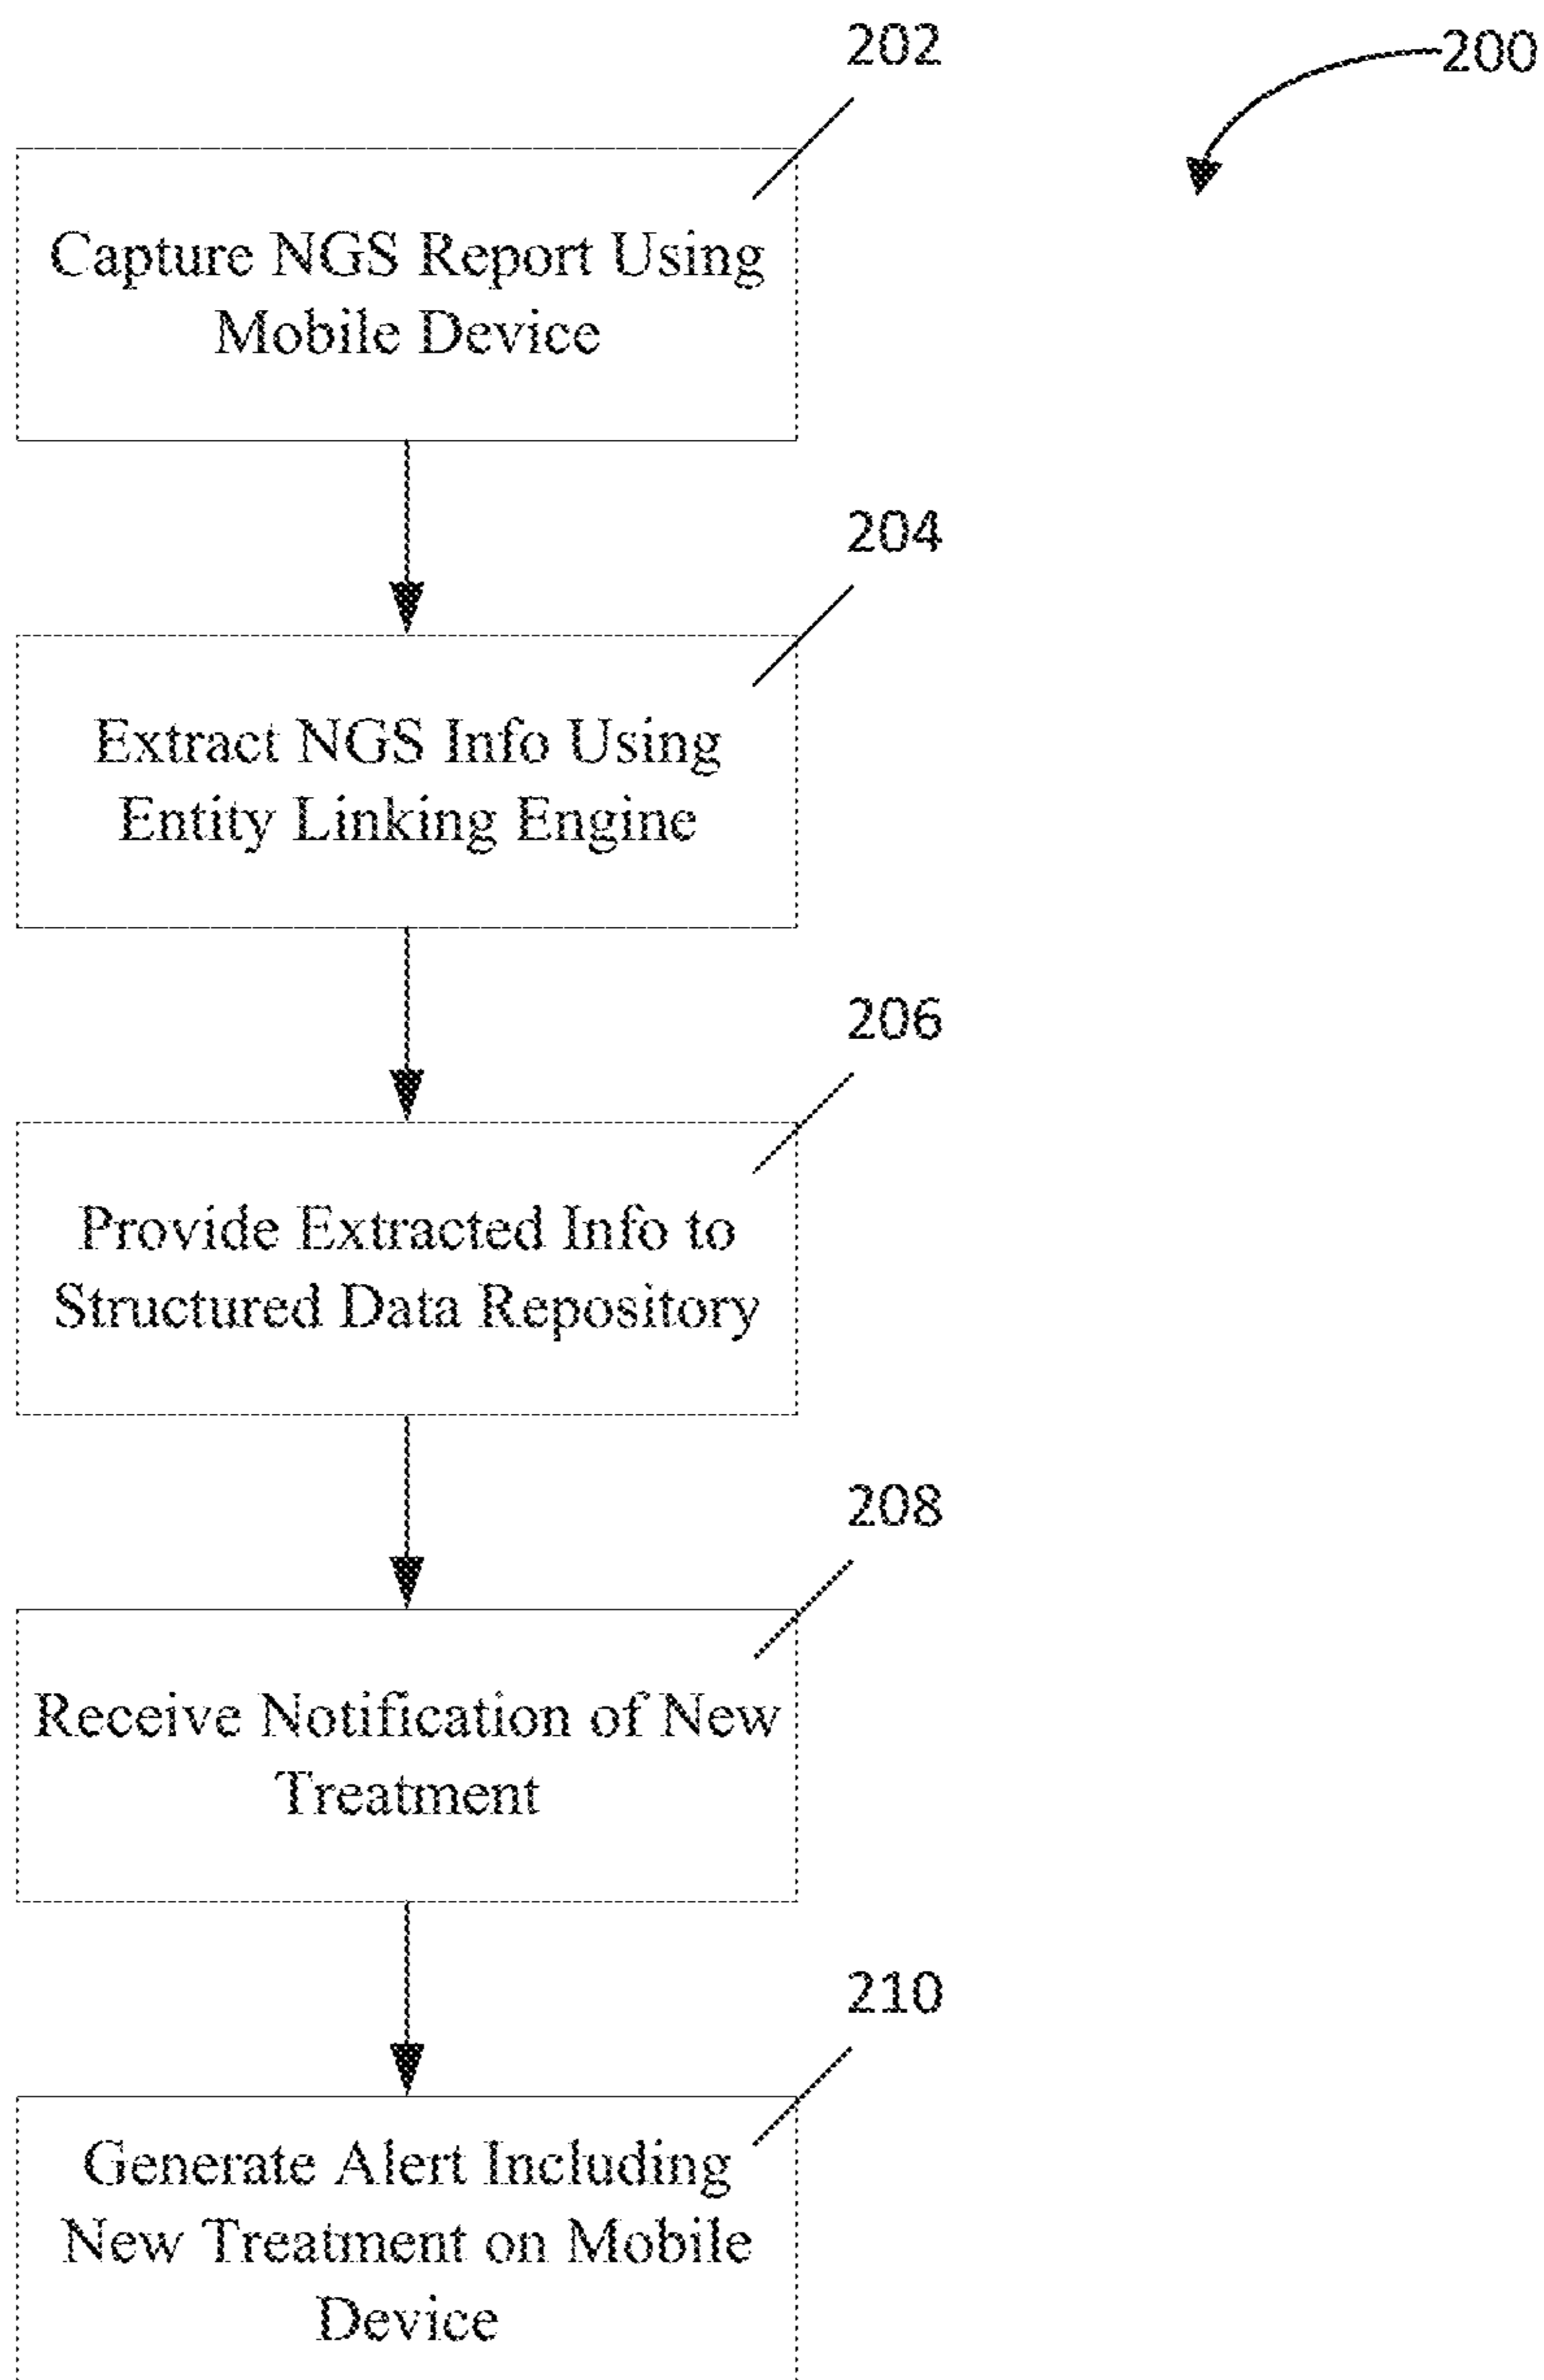 202
200
Capture NGS Report Using
Mobile Device
204
Extract NGS Info Using
Entity Linking Engine
206
Provide Extracted Info to
Structured Data Repository
208
Receive Notification of New
Treatment
210
Generate Alert Including
New Treatment on Mobile
Device